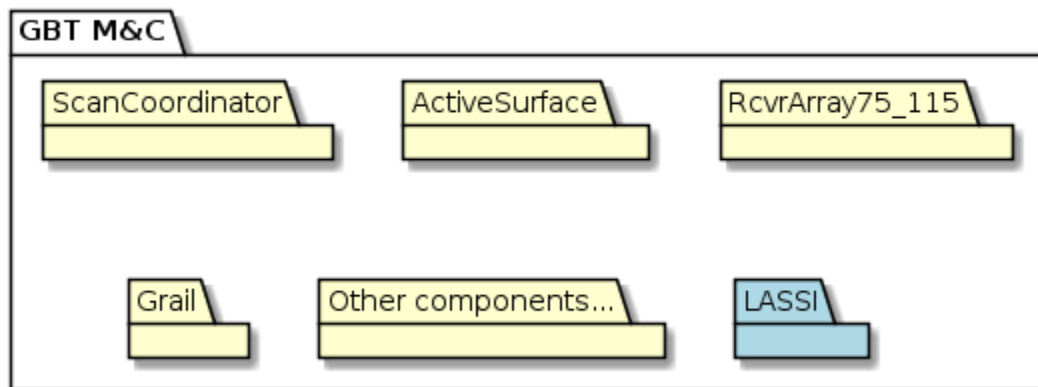 GBT M&C
ScanCoordinator
ActiveSurface
RcvrArray75_115
Grail
Other components...
LASSI